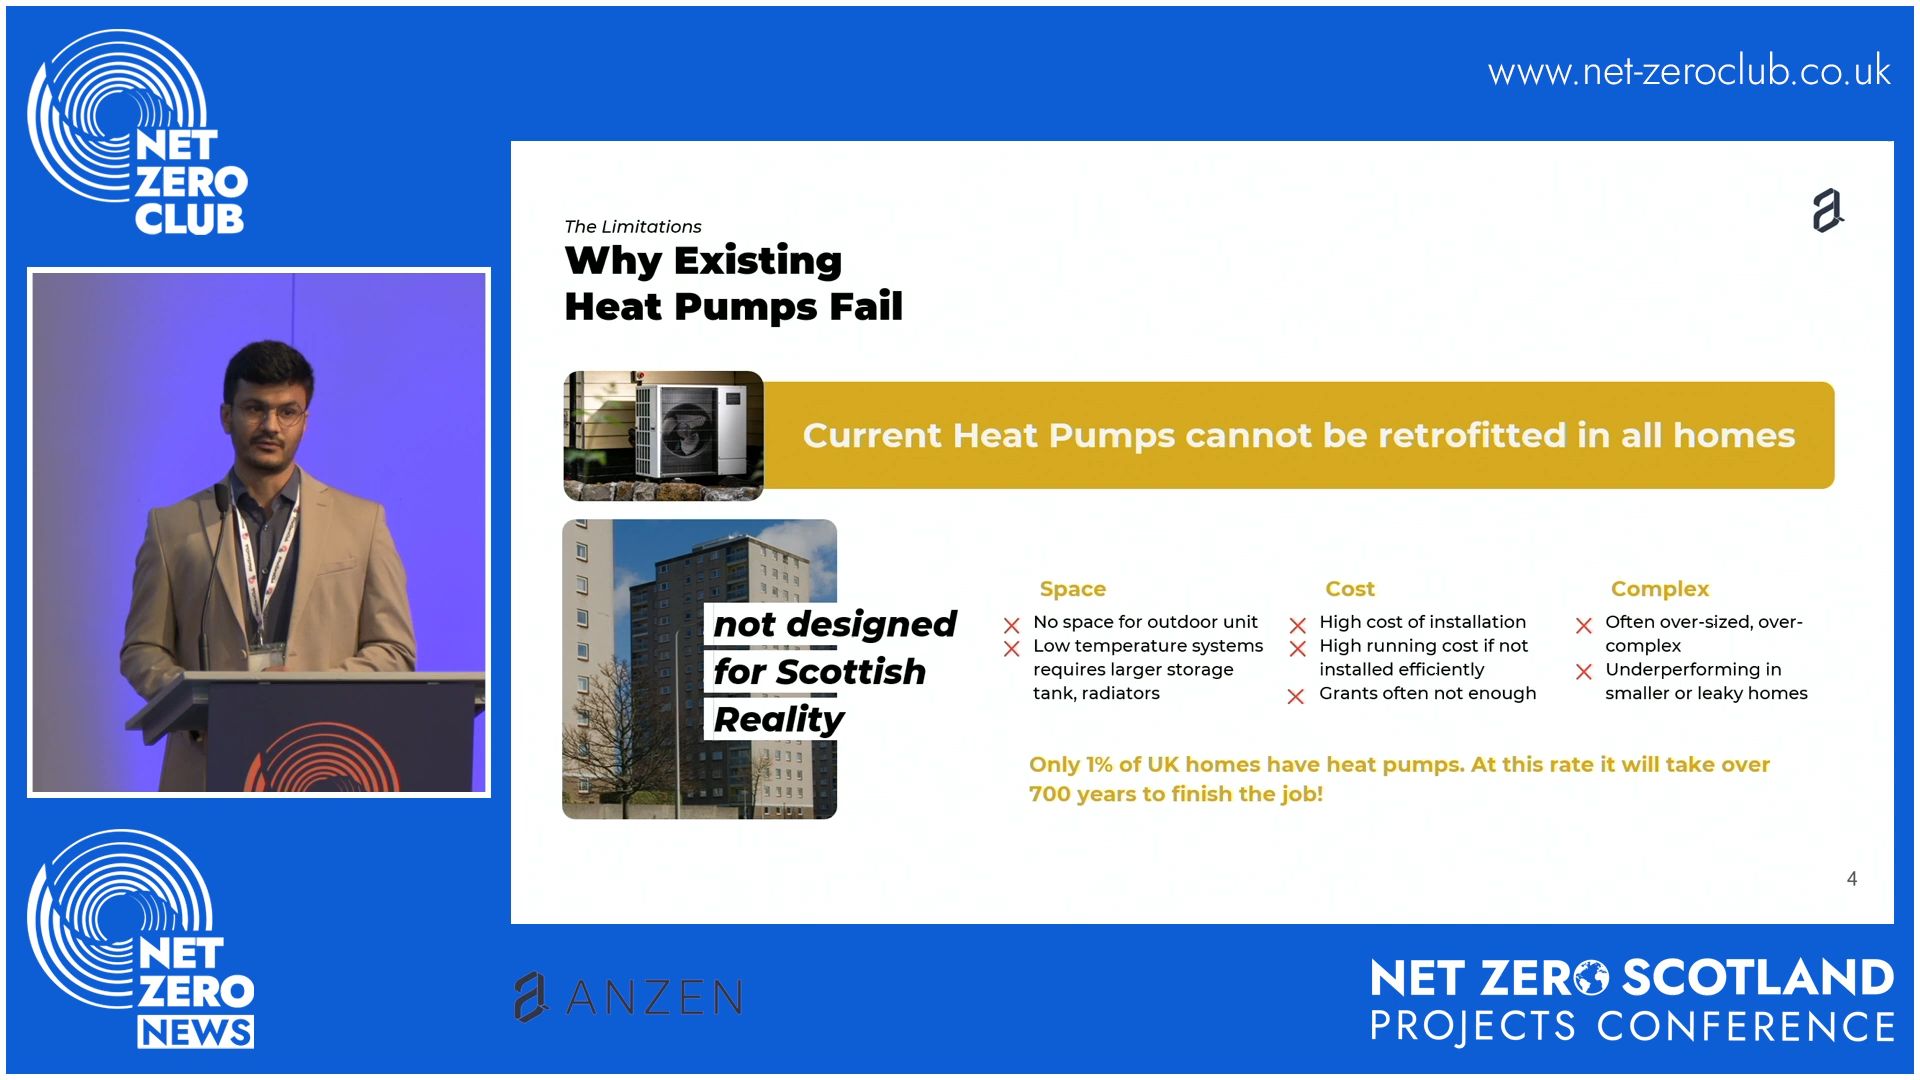 NET
ZERO
CLUB
www.net-zeroclub.co.uk
The Limitations
Why Existing
Heat Pumps Fail
Current Heat Pumps cannot be retrofitted in all homes
not designed
for Scottish
Reality
Space
No space for outdoor unit
Low temperature systems
requires larger storage
tank, radiators
Cost
High cost of installation
High running cost if not
installed efficiently
Grants often not enough
Complex
Often over-sized, over-
complex
Underperforming in
smaller or leaky homes
Only 1% of UK homes have heat pumps. At this rate it will take over
700 years to finish the job!
4
NET
ZERO
NEWS
ANZEN
NET ZERO SCOTLAND
PROJECTS CONFERENCE